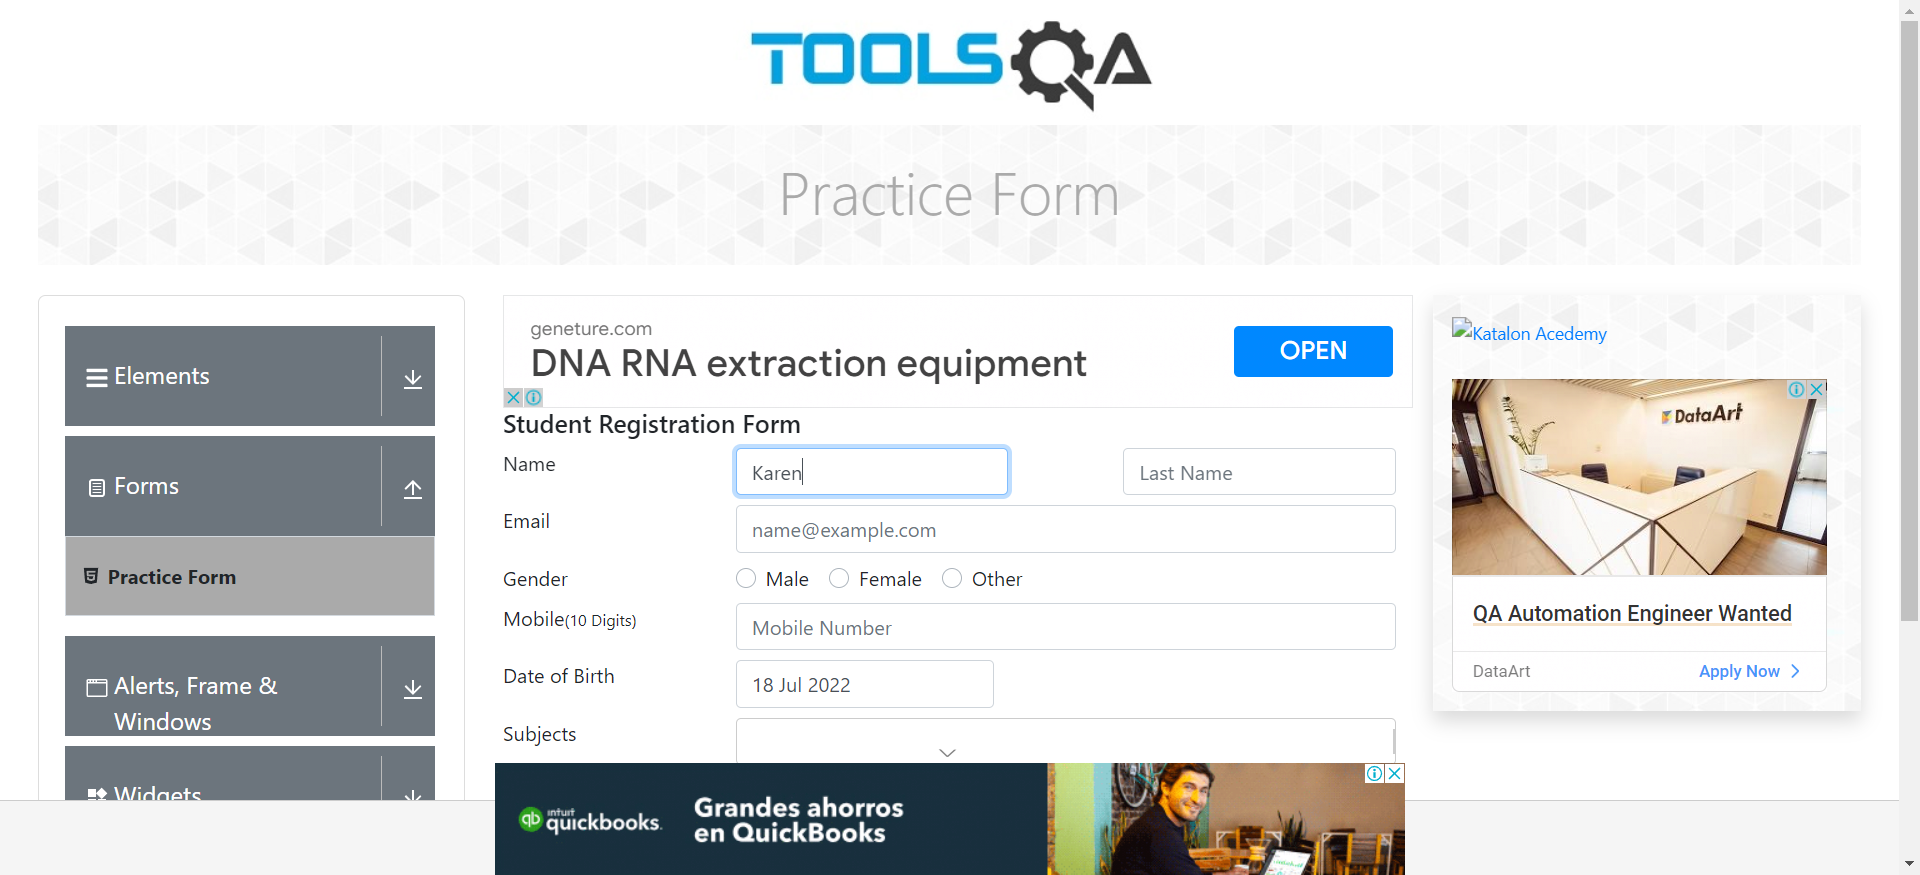 TOOLSQA
Practice Form
Elements
Forms
Practice Form
Alerts, Frame &
Windows
Widgets
geneture.com
DNA RNA extraction equipment
OPEN
Student Registration Form
Name
Karen
Last Name
Email
name@example.com
Gender
Male
Female
Other
Mobile(10 Digits)
Mobile Number
Date of Birth
18 Jul 2022
Subjects
Katalon Acedemy
DataArt
QA Automation Engineer Wanted
DataArt
Apply Now
qb
intuit
quickbooks.
Grandes ahorros
en QuickBooks